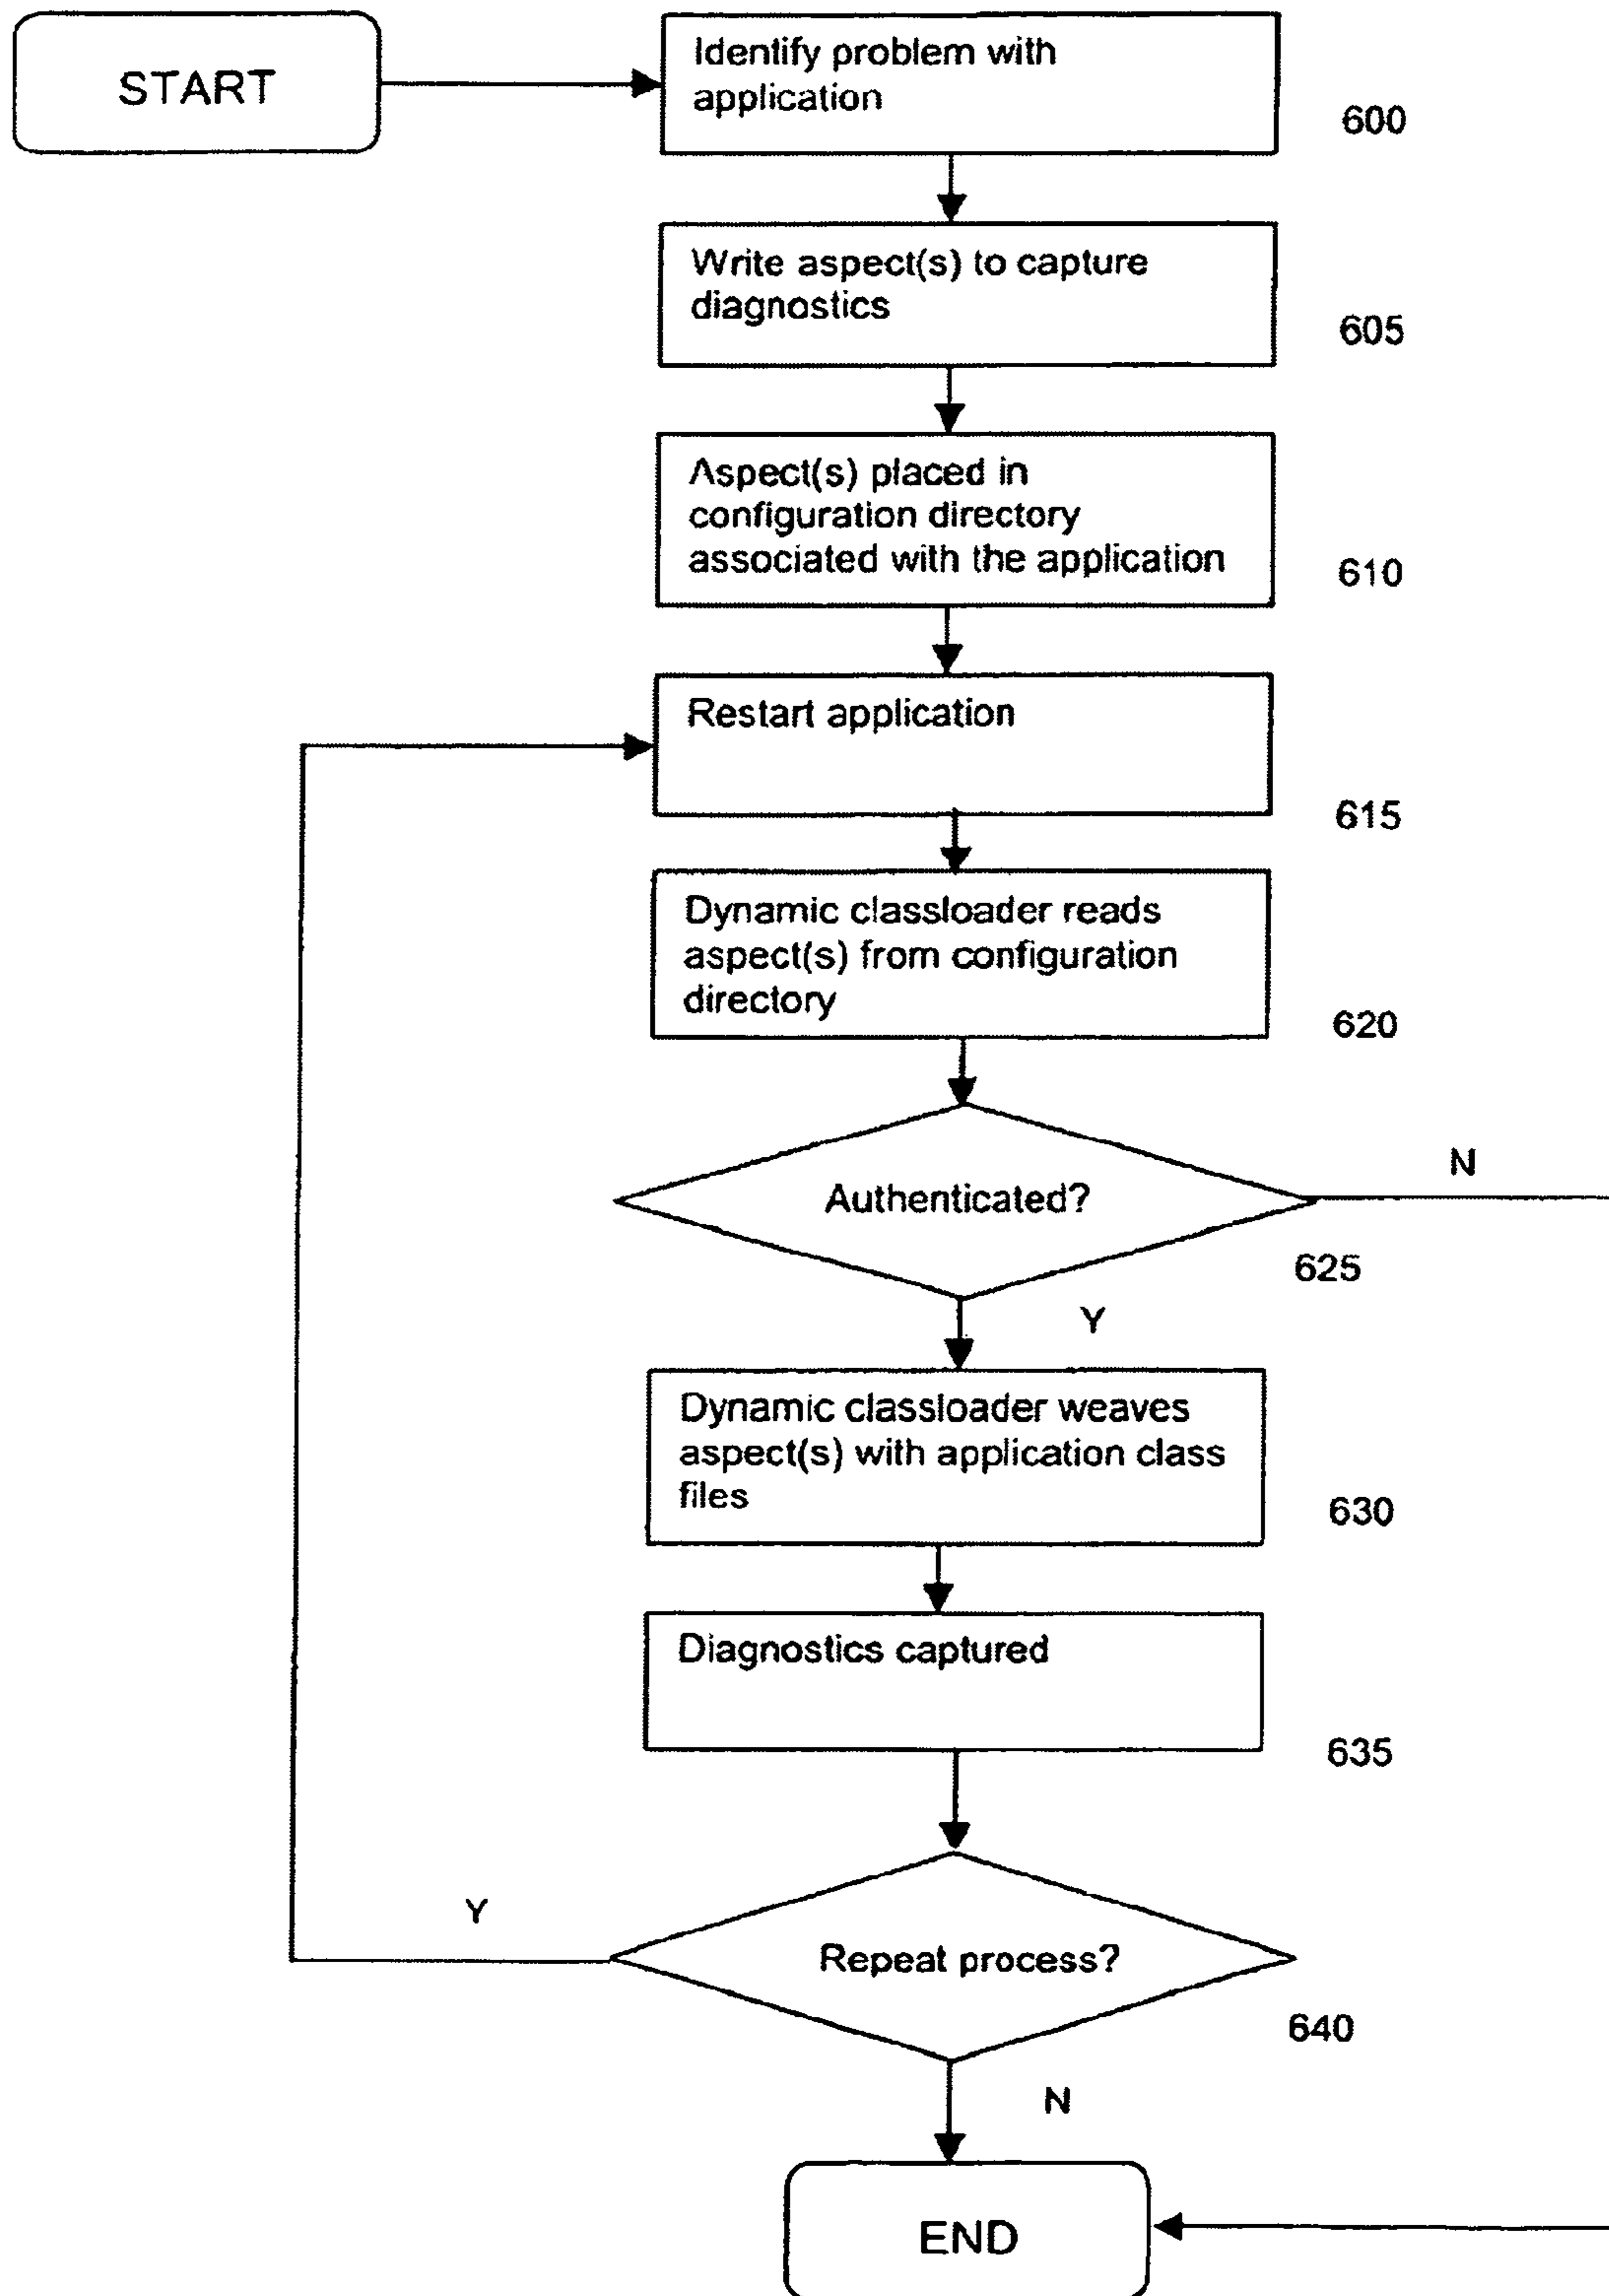 START
Identify problem with
application
600
Write aspect(s) to capture
diagnostics
605
Aspect(s) placed in
configuration directory
associated with the application
610
Restart application
615
Dynamic classloader reads
aspect(s) from configuration
directory
620
Authenticated?
N
625
Y
Dynamic classloader weaves
aspect(s) with application class
files
630
Diagnostics captured
635
Y
Repeat process?
640
N
END